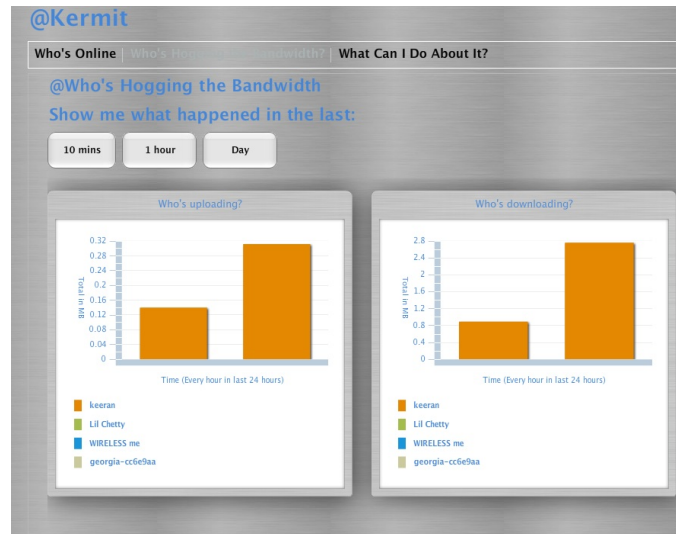 @Kermit
Who's Online | Who's Hogging the Bandwidth? | What Can I Do About It?
@Who's Hogging the Bandwidth
Show me what happened in the last:
10 mins 1 hour Day
Who's uploading?
0.32
0.28
0.24
0.2
0.16
0.12
0.08
0.04
0
Total in MB
Time (Every hour in last 24 hours)
keeran
Lil Chetty
WIRELESS me
georgia-cc6e9aa
Who's downloading?
2.8
2.4
2
1.6
1.2
0.8
0.4
0
Total in MB
Time (Every hour in last 24 hours)
keeran
Lil Chetty
WIRELESS me
georgia-cc6e9aa